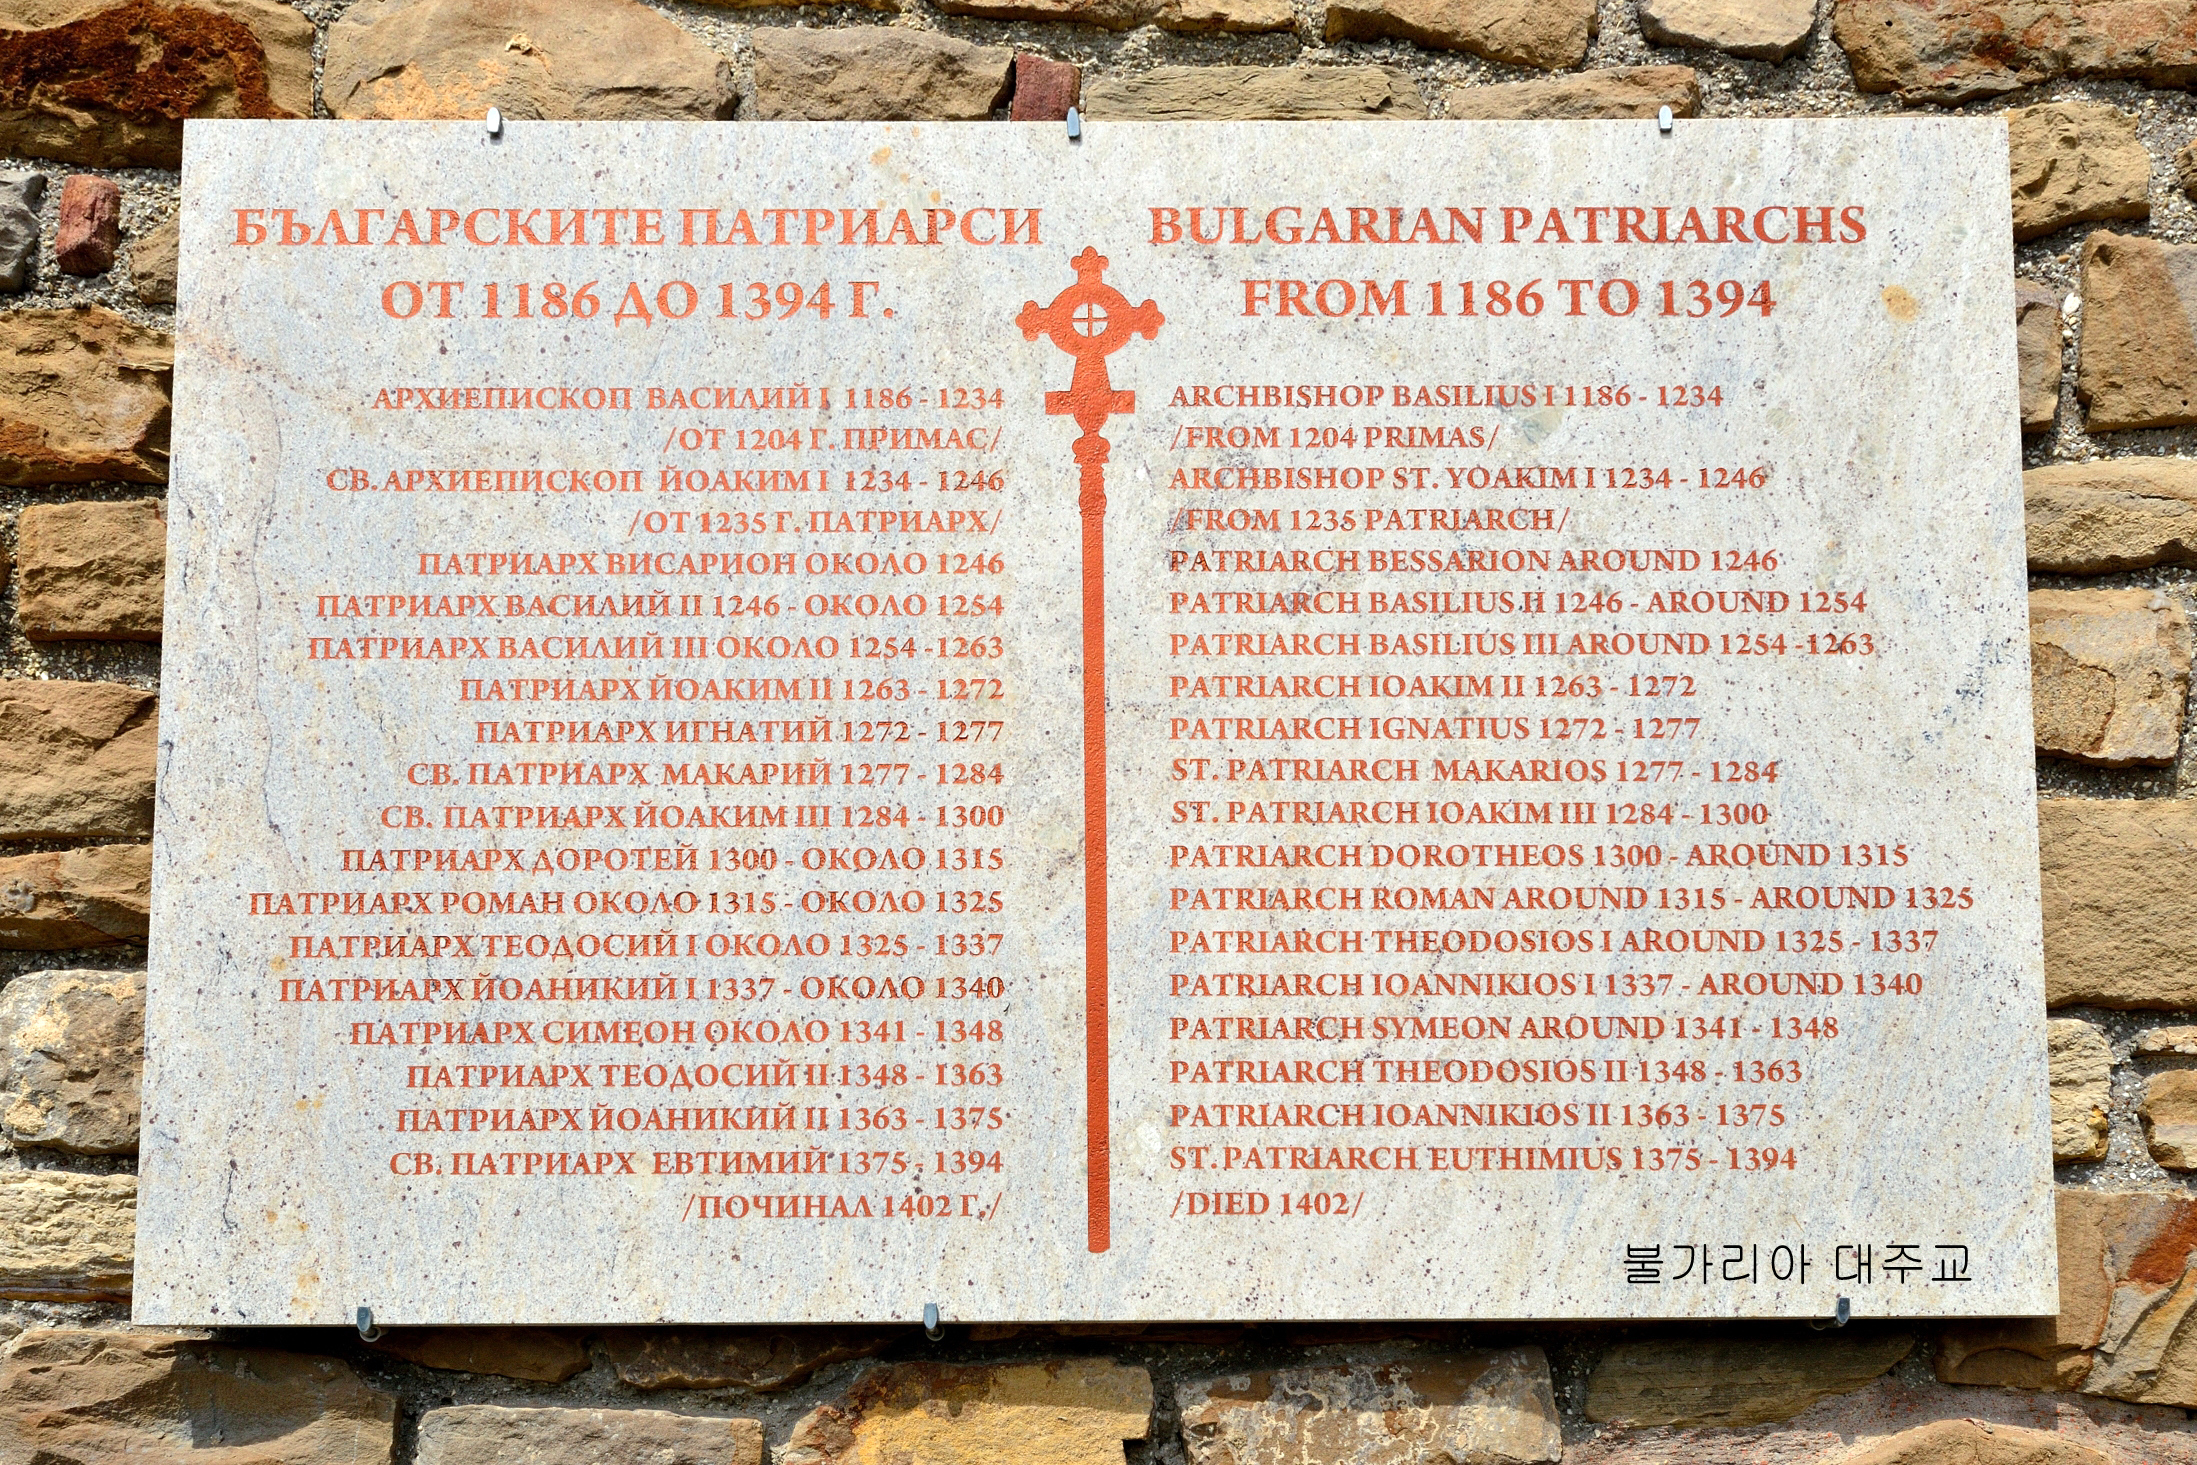 БЪЛГАРСКИТЕ ПАТРИАРСИ
ОТ 1186 ДО 1394 Г.
АРХИЕПИСКОП ВАСИЛИЙ I 1186 - 1234
/ОТ 1204 Г. ПРИМАС/
СВ. АРХИЕПИСКОП ЙОАКИМ I 1234 - 1246
/ОТ 1235 Г. ПАТРИАРХ/
ПАТРИАРХ ВИСАРИОН ОКОЛО 1246
ПАТРИАРХ ВАСИЛИЙ II 1246 - ОКОЛО 1254
ПАТРИАРХ ВАСИЛИЙ III ОКОЛО 1254 -1263
ПАТРИАРХ ЙОАКИМ II 1263 - 1272
ПАТРИАРХ ИГНАТИЙ 1272 - 1277
СВ. ПАТРИАРХ МАКАРИЙ 1277 - 1284
СВ. ПАТРИАРХ ЙОАКИМ III 1284 - 1300
ПАТРИАРХ ДОРОТЕЙ 1300 - ОКОЛО 1315
ПАТРИАРХ РОМАН ОКОЛО 1315 - ОКОЛО 1325
ПАТРИАРХ ТЕОДОСИЙ I ОКОЛО 1325 - 1337
ПАТРИАРХ ЙОАНИКИЙ I 1337 - ОКОЛО 1340
ПАТРИАРХ СИМЕОН ОКОЛО 1341 - 1348
ПАТРИАРХ ТЕОДОСИЙ II 1348 - 1363
ПАТРИАРХ ЙОАНИКИЙ II 1363 - 1375
СВ. ПАТРИАРХ ЕВТИМИЙ 1375 - 1394
/ПОЧИНАЛ 1402 Г./
BULGARIAN PATRIARCHS
FROM 1186 TO 1394
ARCHBISHOP BASILIUS I 1186 - 1234
/FROM 1204 PRIMAS/
ARCHBISHOP ST. YOAKIM I 1234 - 1246
/FROM 1235 PATRIARCH/
PATRIARCH BESSARION AROUND 1246
PATRIARCH BASILIUS II 1246 - AROUND 1254
PATRIARCH BASILIUS III AROUND 1254 -1263
PATRIARCH IOAKIM II 1263 - 1272
PATRIARCH IGNATIUS 1272 - 1277
ST. PATRIARCH MAKARIOS 1277 - 1284
ST. PATRIARCH IOAKIM III 1284 - 1300
PATRIARCH DOROTHEOS 1300 - AROUND 1315
PATRIARCH ROMAN AROUND 1315 - AROUND 1325
PATRIARCH THEODOSIOS I AROUND 1325 - 1337
PATRIARCH IOANNIKIOS I 1337 - AROUND 1340
PATRIARCH SYMEON AROUND 1341 - 1348
PATRIARCH THEODOSIOS II 1348 - 1363
PATRIARCH IOANNIKIOS II 1363 - 1375
ST. PATRIARCH EUTHIMIUS 1375 - 1394
/DIED 1402/
불가리아 대주교